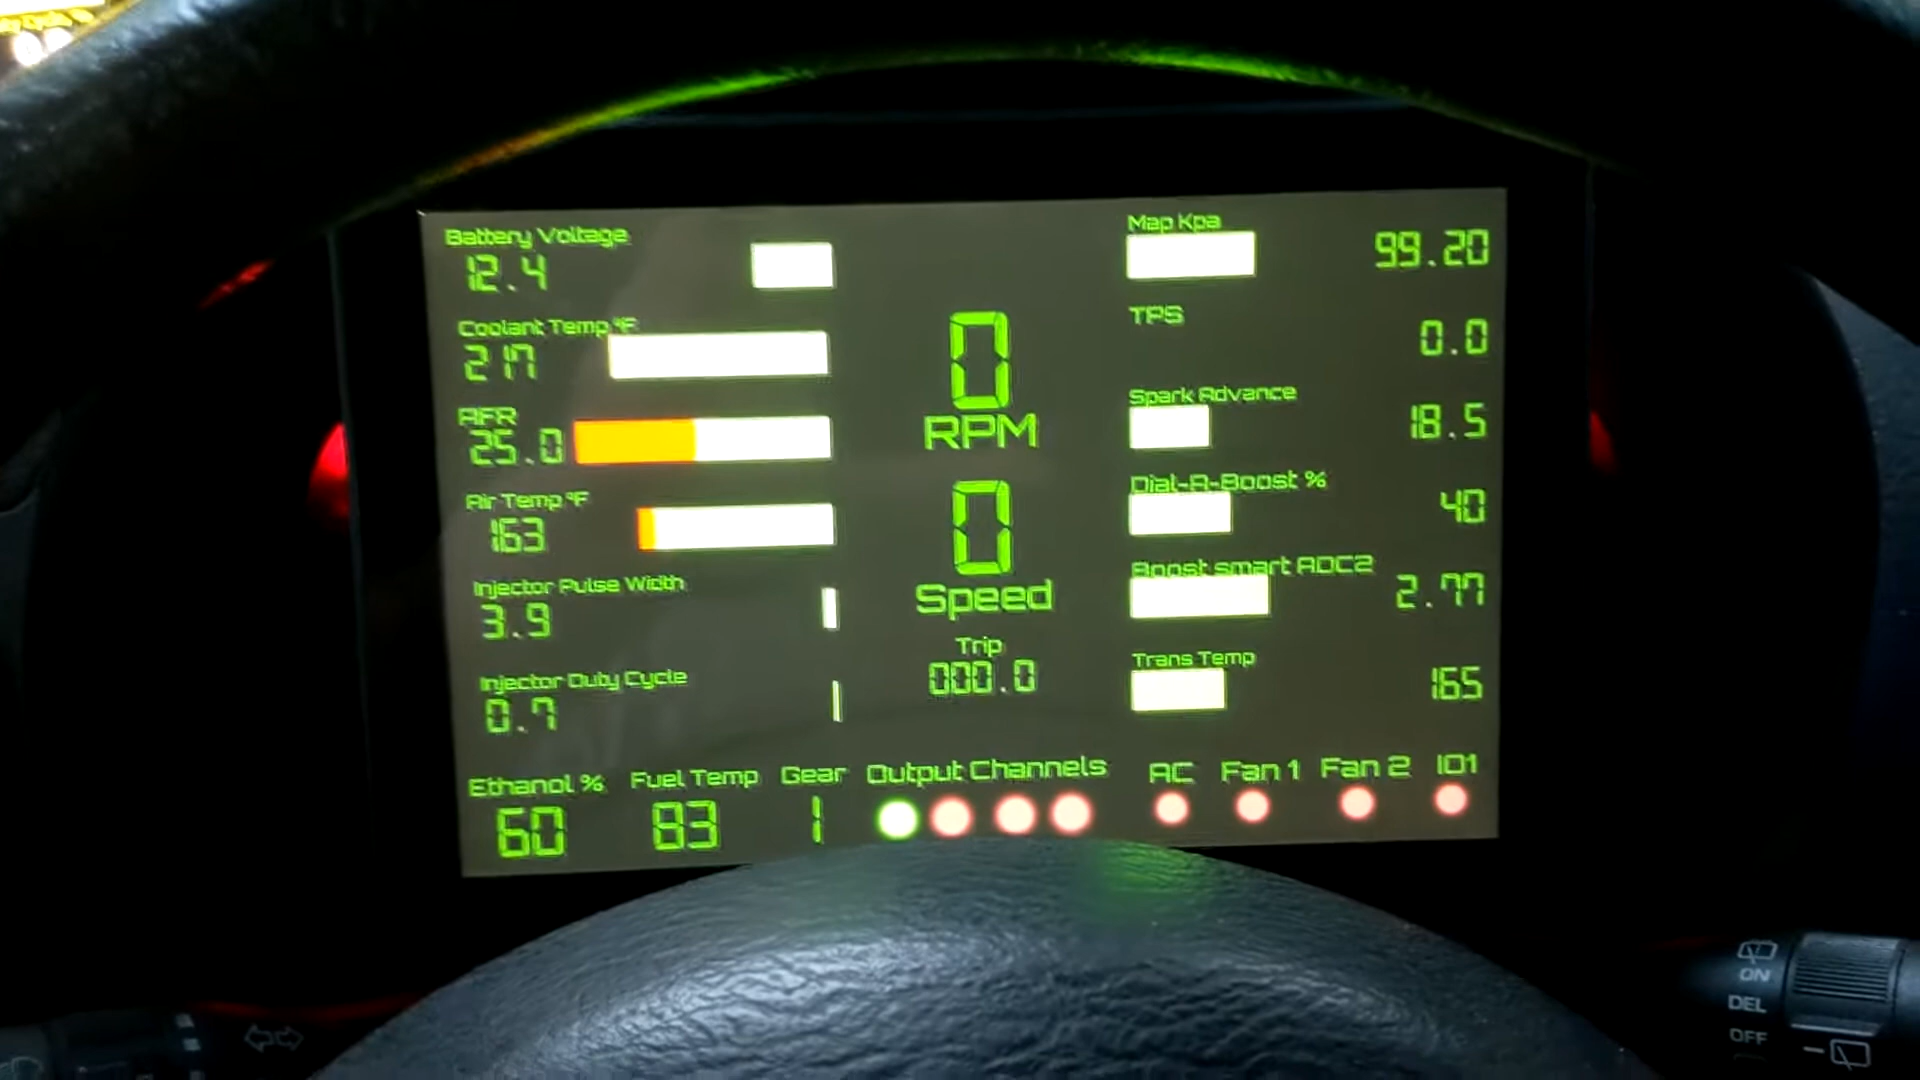 Battery Voltage
12.4
Coolant Temp °F
217
AFR
25.0
Air Temp °F
163
Injector Pulse Width
3.9
Injector Duty Cycle
0.7
0
RPM
0
Speed
Trip
000.0
Map Kpa
99.20
TPS
0.0
Spark Advance
18.5
Dial-A-Boost %
40
Boost smart ADC2
2.77
Trans Temp
165
Ethanol %
60
Fuel Temp
83
Gear
1
Output Channels
AC
Fan 1
Fan 2
IO1
ON
DEL
OFF